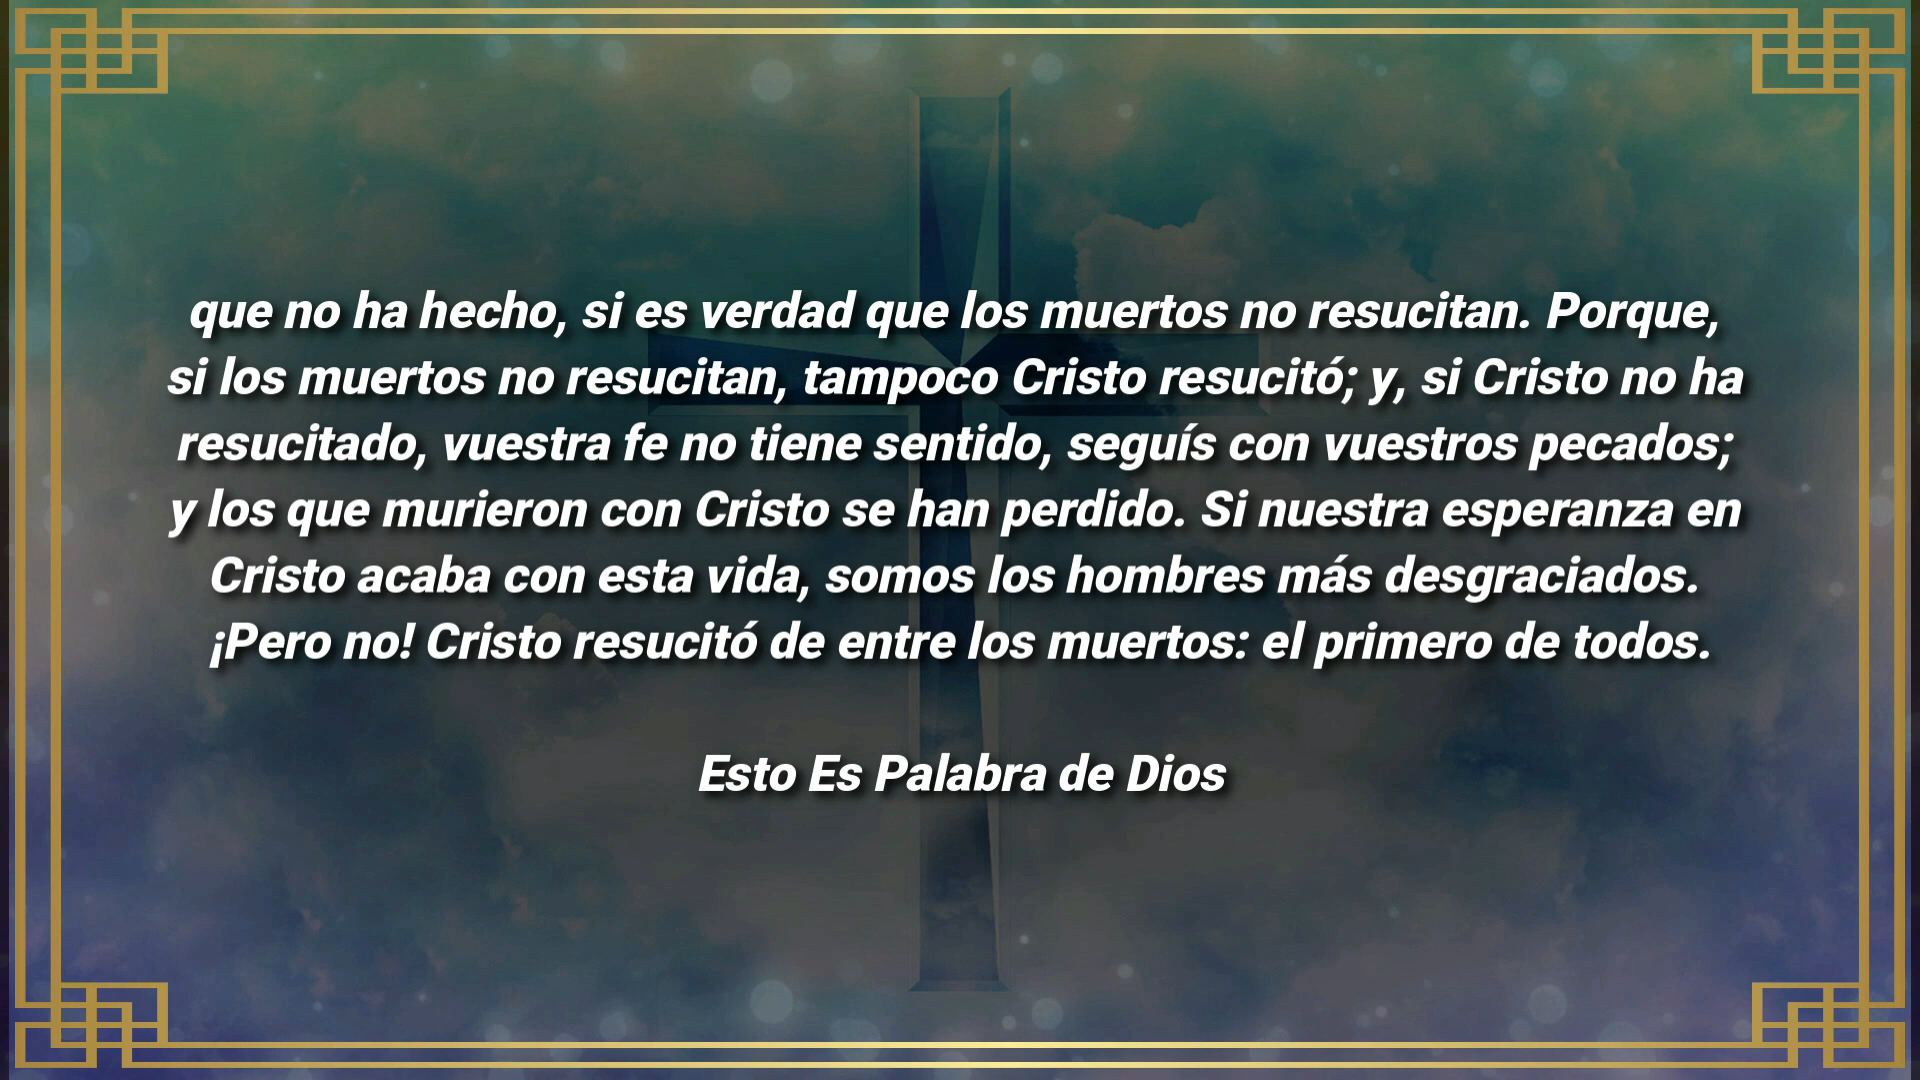 que no ha hecho, si es verdad que los muertos no resucitan. Porque,
si los muertos no resucitan, tampoco Cristo resucitó; y, si Cristo no ha
resucitado, vuestra fe no tiene sentido, seguís con vuestros pecados;
y los que murieron con Cristo se han perdido. Si nuestra esperanza en
Cristo acaba con esta vida, somos los hombres más desgraciados.
¡Pero no! Cristo resucitó de entre los muertos: el primero de todos.
Esto Es Palabra de Dios